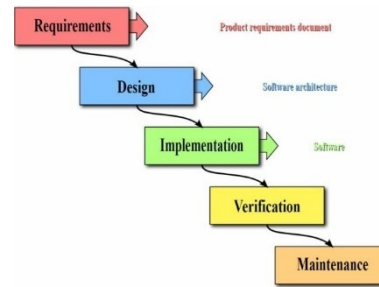 Requirements
Product requirements document
Design
Software architecture
Implementation
Software
Verification
Maintenance